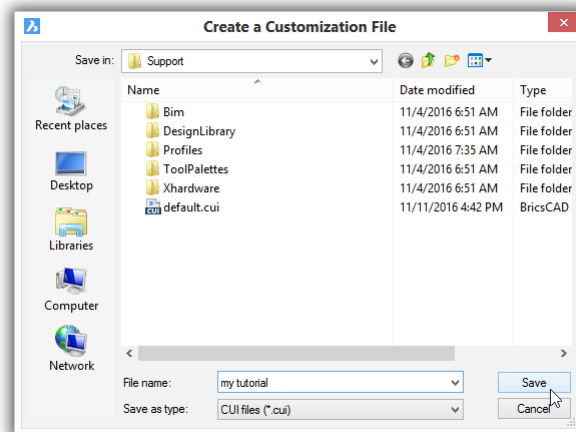 Create a Customization File
Save in: Support
Name Date modified Type
Bim 11/4/2016 6:51 AM File folder
DesignLibrary 11/4/2016 6:51 AM File folder
Profiles 11/4/2016 7:35 AM File folder
ToolPalettes 11/4/2016 6:51 AM File folder
Xhardware 11/4/2016 6:51 AM File folder
CUI default.cui 11/11/2016 4:42 PM BricsCAD
Recent places
Desktop
Libraries
Computer
Network
File name: my tutorial Save
Save as type: CUI files (*.cui) Cancel